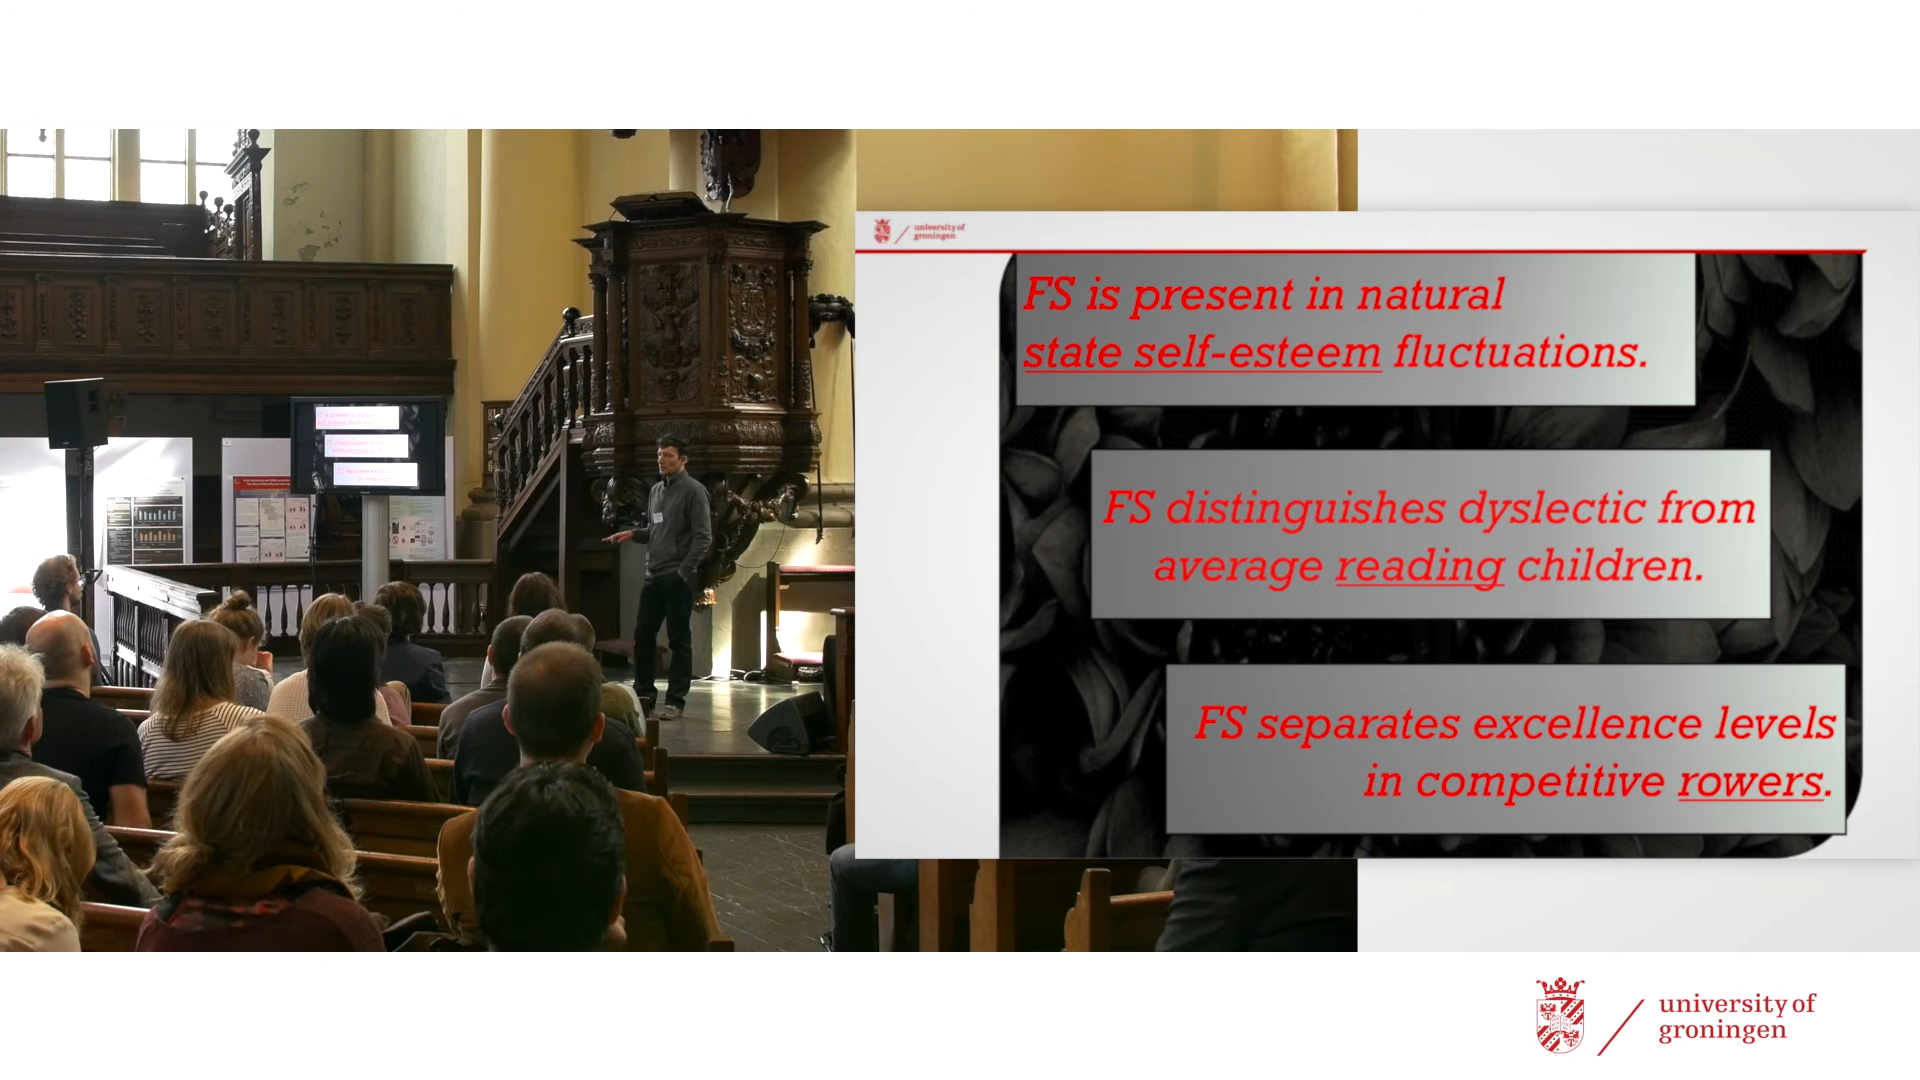 university of
groningen
FS is present in natural
state self-esteem fluctuations.
FS distinguishes dyslectic from
average reading children.
FS separates excellence levels
in competitive rowers.
university of
groningen